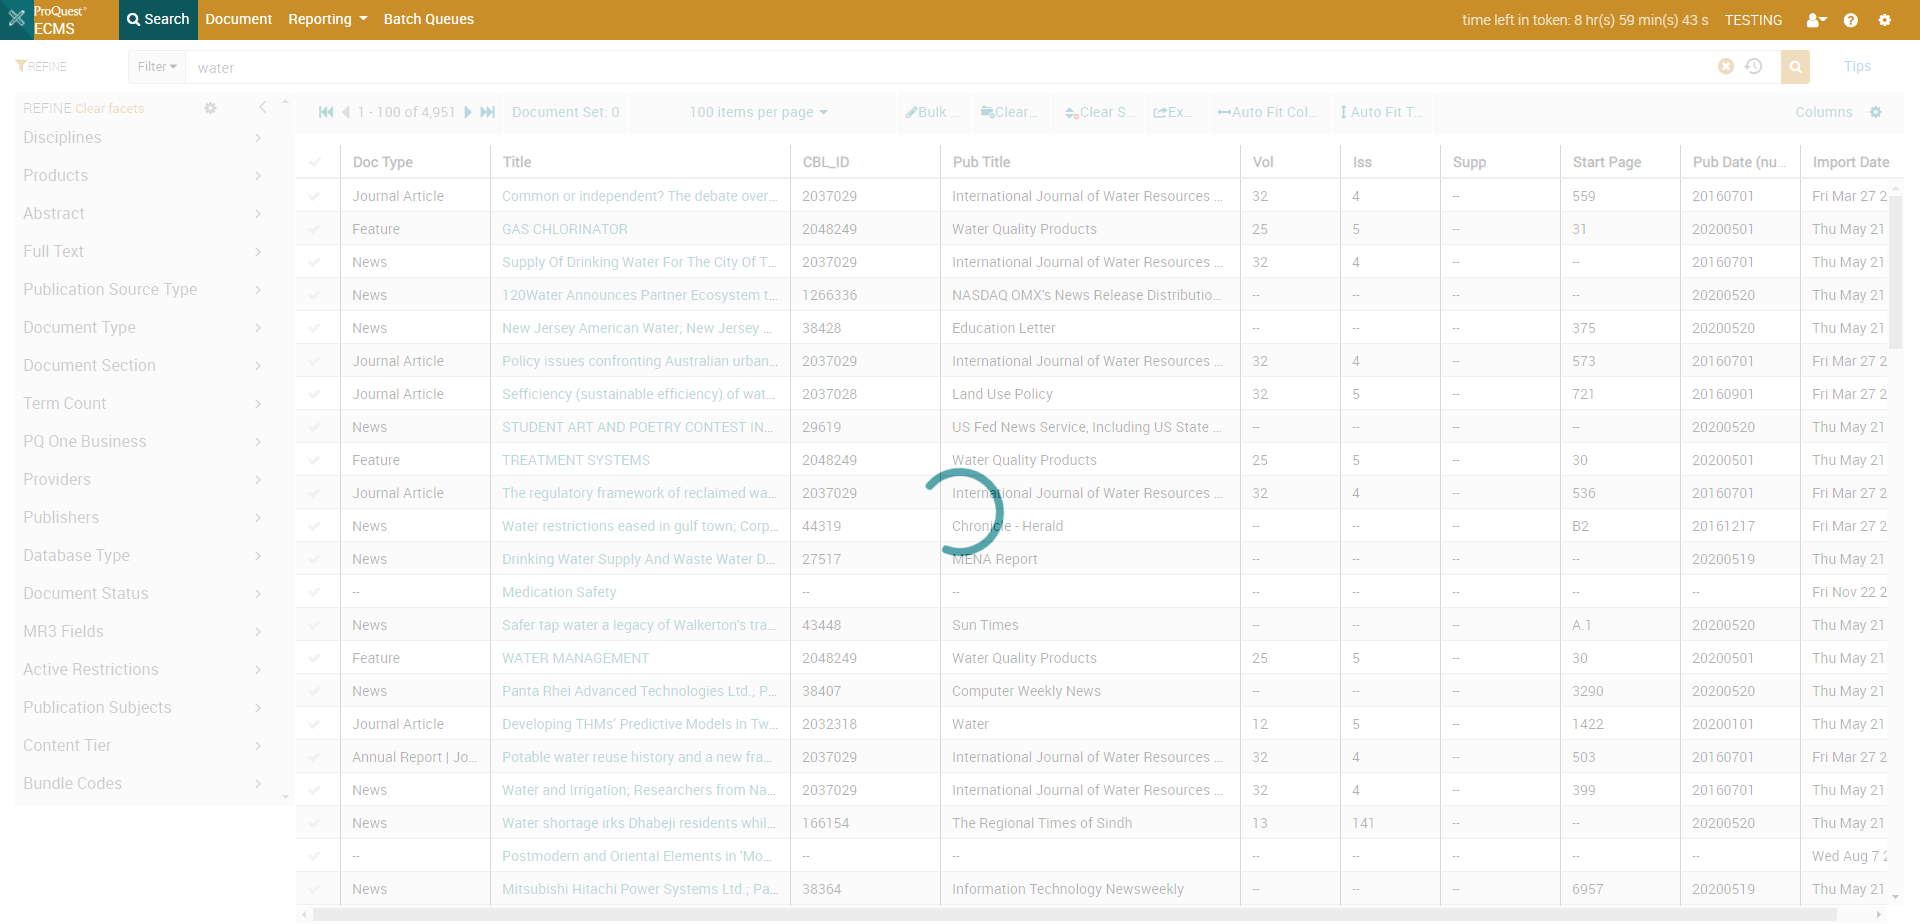 ProQuest ECMS Search Document Reporting Batch Queues time left in token: 8 hr(s) 59 min(s) 43 s TESTING
REFINE Filter water Tips
REFINE Clear facets
1 - 100 of 4,951 Document Set: 0 100 items per page Bulk ... Clear... Clear S... Ex... Auto Fit Col... Auto Fit T... Columns
Disciplines
Products
Abstract
Full Text
Publication Source Type
Document Type
Document Section
Term Count
PQ One Business
Providers
Publishers
Database Type
Document Status
MR3 Fields
Active Restrictions
Publication Subjects
Content Tier
Bundle Codes
Doc Type Title CBL_ID Pub Title Vol Iss Supp Start Page Pub Date (nu... Import Date
Journal Article Common or independent? The debate over... 2037029 International Journal of Water Resources ... 32 4 -- 559 20160701 Fri Mar 27 2
Feature GAS CHLORINATOR 2048249 Water Quality Products 25 5 -- 31 20200501 Thu May 21
News Supply Of Drinking Water For The City Of T... 2037029 International Journal of Water Resources ... 32 4 -- -- 20160701 Thu May 21
News 120Water Announces Partner Ecosystem t... 1266336 NASDAQ OMX's News Release Distributio... -- -- -- -- 20200520 Thu May 21
News New Jersey American Water; New Jersey ... 38428 Education Letter -- -- -- 375 20200520 Thu May 21
Journal Article Policy issues confronting Australian urban... 2037029 International Journal of Water Resources ... 32 4 -- 573 20160701 Fri Mar 27 2
Journal Article Sefficiency (sustainable efficiency) of wat... 2037028 Land Use Policy 32 5 -- 721 20160901 Fri Mar 27 2
News STUDENT ART AND POETRY CONTEST IN... 29619 US Fed News Service, Including US State ... -- -- -- -- 20200520 Thu May 21
Feature TREATMENT SYSTEMS 2048249 Water Quality Products 25 5 -- 30 20200501 Thu May 21
Journal Article The regulatory framework of reclaimed wa... 2037029 International Journal of Water Resources ... 32 4 -- 536 20160701 Fri Mar 27 2
News Water restrictions eased in gulf town; Corp... 44319 Chronicle - Herald -- -- -- B2 20161217 Fri Mar 27 2
News Drinking Water Supply And Waste Water D... 27517 MENA Report -- -- -- -- 20200519 Thu May 21
-- Medication Safety -- -- -- -- -- -- -- Fri Nov 22 2
News Safer tap water a legacy of Walkerton's tra... 43448 Sun Times -- -- -- A.1 20200520 Thu May 21
Feature WATER MANAGEMENT 2048249 Water Quality Products 25 5 -- 30 20200501 Thu May 21
News Panta Rhei Advanced Technologies Ltd.; P... 38407 Computer Weekly News -- -- -- 3290 20200520 Thu May 21
Journal Article Developing THMs' Predictive Models in Tw... 2032318 Water 12 5 -- 1422 20200101 Thu May 21
Annual Report | Jo... Potable water reuse history and a new fra... 2037029 International Journal of Water Resources ... 32 4 -- 503 20160701 Fri Mar 27 2
News Water and Irrigation; Researchers from Na... 2037029 International Journal of Water Resources ... 32 4 -- 399 20160701 Thu May 21
News Water shortage irks Dhabeji residents whil... 166154 The Regional Times of Sindh 13 141 -- -- 20200520 Thu May 21
-- Postmodern and Oriental Elements in 'Mo... -- -- -- -- -- -- -- Wed Aug 7 2
News Mitsubishi Hitachi Power Systems Ltd.; Pa... 38364 Information Technology Newsweekly -- -- -- 6957 20200519 Thu May 21